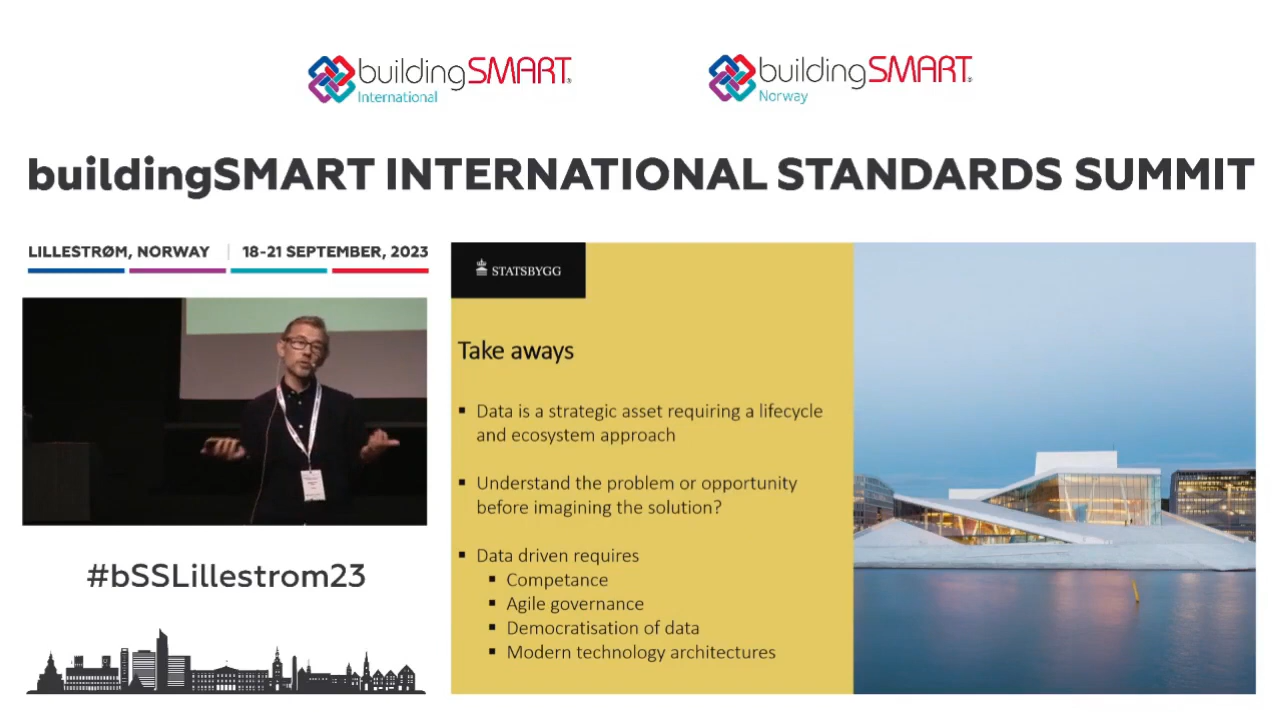 buildingSMART
International
buildingSMART
Norway
buildingSMART INTERNATIONAL STANDARDS SUMMIT
LILLESTRØM, NORWAY | 18-21 SEPTEMBER, 2023
STATSBYGG
Take aways
▪ Data is a strategic asset requiring a lifecycle
and ecosystem approach
▪ Understand the problem or opportunity
before imagining the solution?
▪ Data driven requires
▪ Competance
▪ Agile governance
▪ Democratisation of data
▪ Modern technology architectures
#bSSLillestrom23